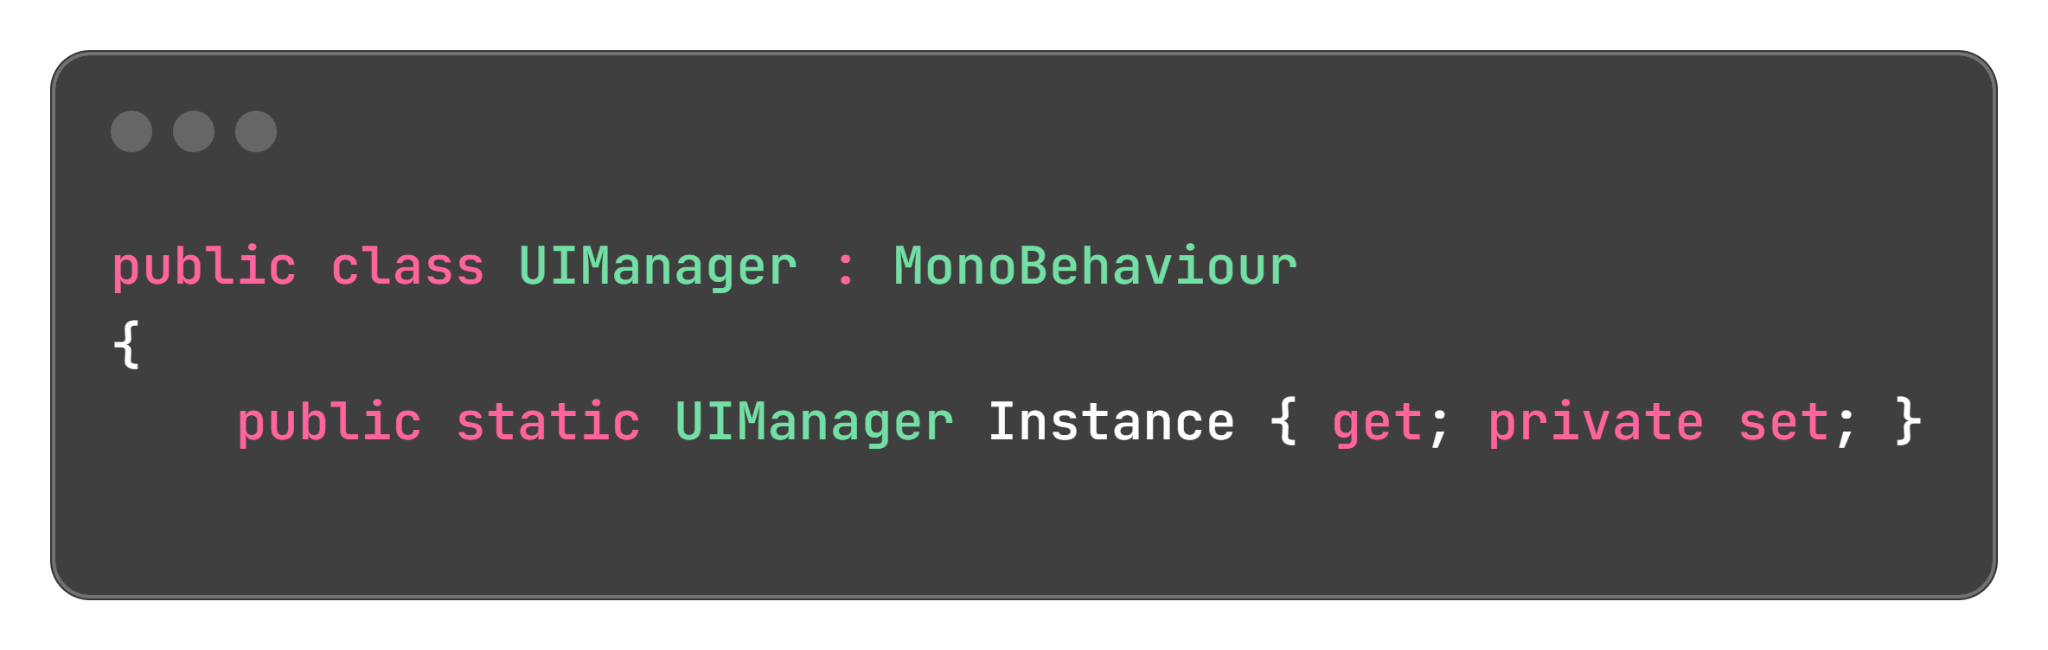 public class UIManager : MonoBehaviour
{
    public static UIManager Instance { get; private set; }